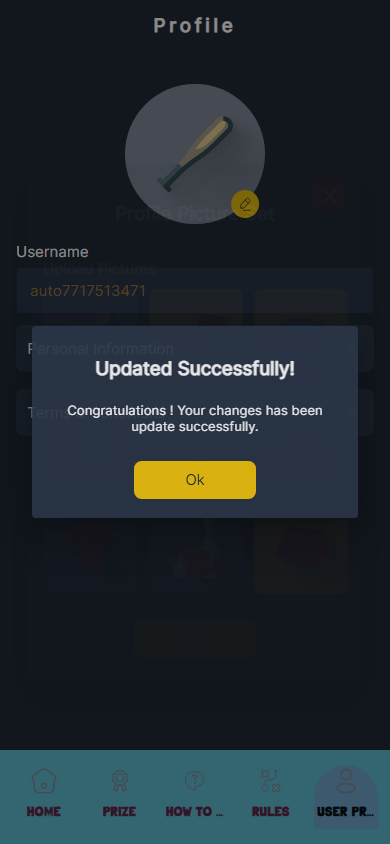 Profile
Profile Picture Set
Username
Upload Pictures
auto7717513471
Personal Information
Updated Successfully!
Terms
Congratulations ! Your changes has been
update successfully.
Ok
HOME
PRIZE
HOW TO ...
RULES
USER PR...